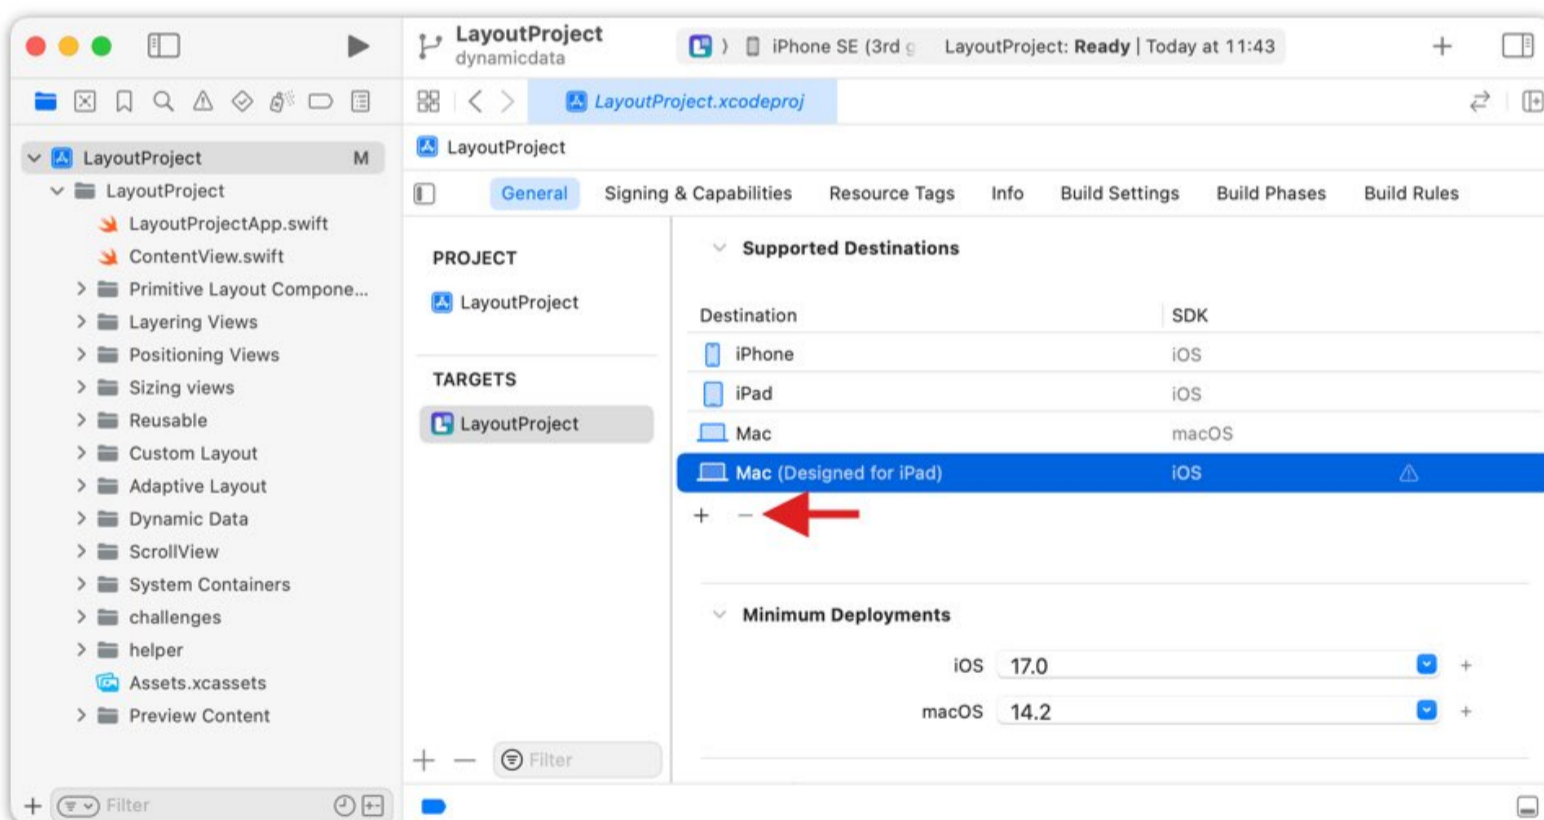 LayoutProject
dynamicdata
iPhone SE (3rd g
LayoutProject: Ready | Today at 11:43
LayoutProject.xcodeproj
LayoutProject M
LayoutProject
LayoutProjectApp.swift
ContentView.swift
Primitive Layout Compone...
Layering Views
Positioning Views
Sizing views
Reusable
Custom Layout
Adaptive Layout
Dynamic Data
ScrollView
System Containers
challenges
helper
Assets.xcassets
Preview Content
Filter
LayoutProject
General Signing & Capabilities Resource Tags Info Build Settings Build Phases Build Rules
PROJECT
LayoutProject
TARGETS
LayoutProject
Filter
Supported Destinations
Destination SDK
iPhone iOS
iPad iOS
Mac macOS
Mac (Designed for iPad) iOS
Minimum Deployments
iOS 17.0
macOS 14.2